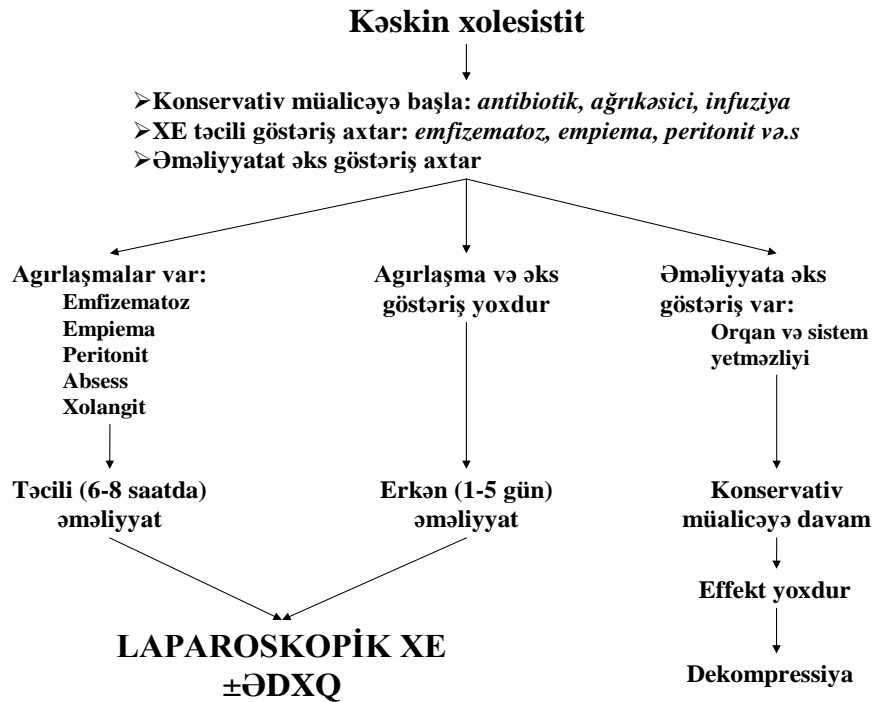 Kəskin xolesistit
➢Konservativ müalicəyə başla: antibiotik, ağrıkəsici, infuziya
➢XE təcili göstəriş axtar: emfizematoz, empiema, peritonit və.s
➢Əməliyyatat əks göstəriş axtar
Agırlaşmalar var:
Emfizematoz
Empiema
Peritonit
Absess
Xolangit
Agırlaşma və əks
göstəriş yoxdur
Əməliyyata əks
göstəriş var:
Orqan və sistem
yetməzliyi
Təcili (6-8 saatda)
əməliyyat
Erkən (1-5 gün)
əməliyyat
Konservativ
müalicəyə davam
Effekt yoxdur
Dekompressiya
LAPAROSKOPİK XE
±ƏDXQ